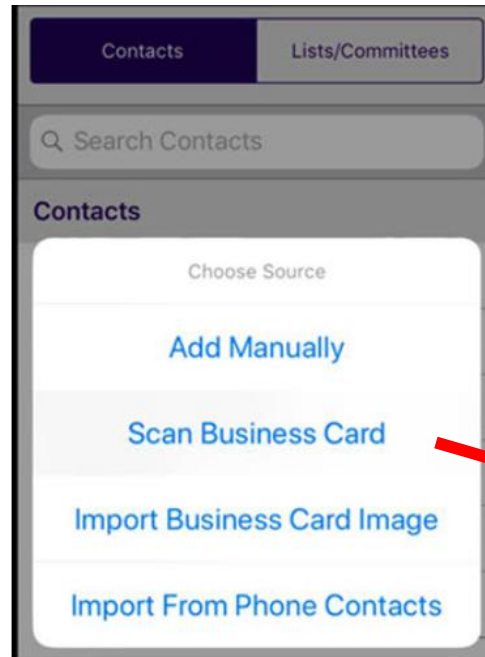 Contacts
Lists/Committees
Search Contacts
Contacts
Choose Source
Add Manually
Scan Business Card
Import Business Card Image
Import From Phone Contacts